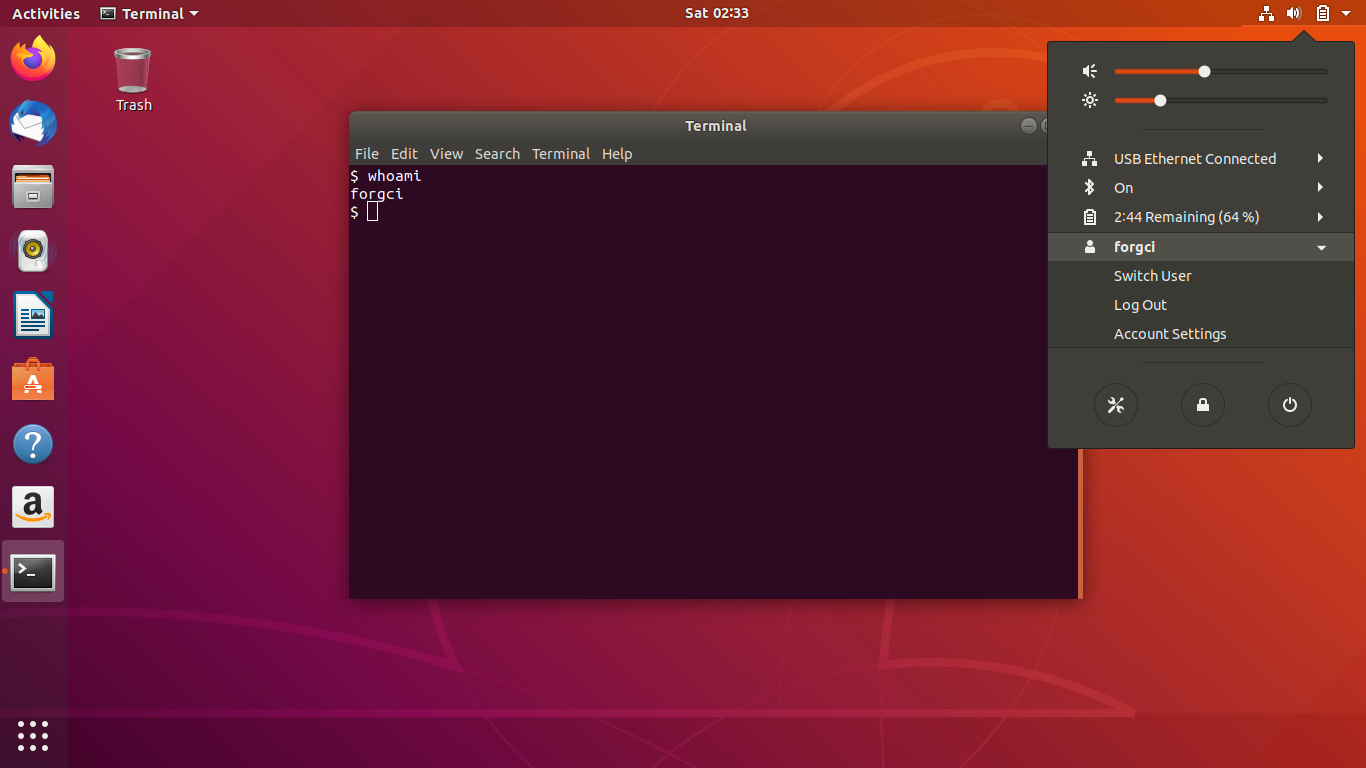 Activities
Terminal
Sat 02:33
Trash
Terminal
File Edit View Search Terminal Help
$ whoami
forgci
$
USB Ethernet Connected
On
2:44 Remaining (64 %)
forgci
Switch User
Log Out
Account Settings